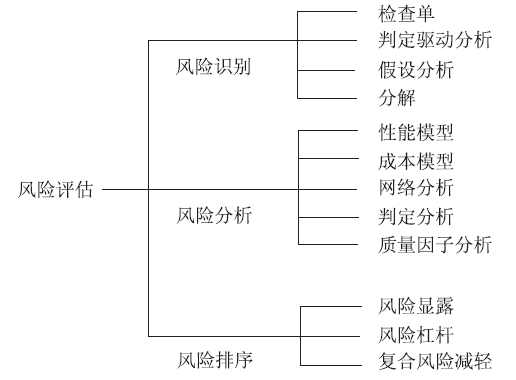 检查单
判定驱动分析
风险识别
假设分析
分解
性能模型
成本模型
风险评估
网络分析
风险分析
判定分析
质量因子分析
风险显露
风险杠杆
风险排序
复合风险减轻